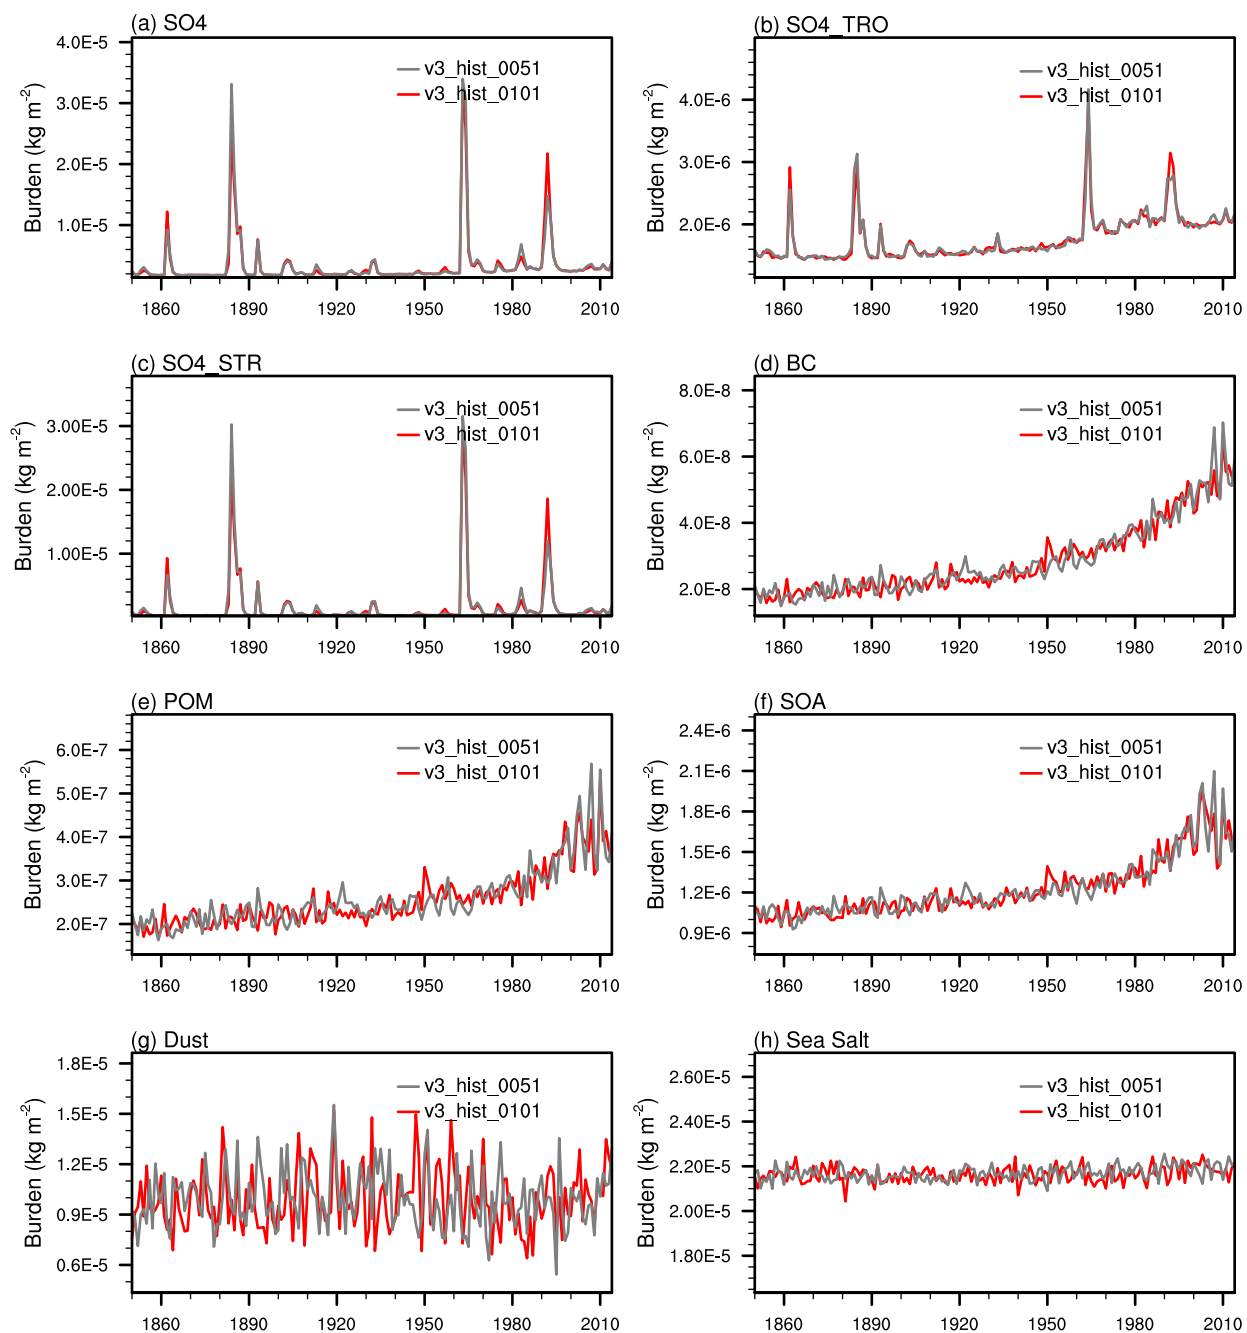 (a) SO4
4.0E-5
3.0E-5
2.0E-5
1.0E-5
Burden (kg m-2)
v3_hist_0051
v3_hist_0101
1860 1890 1920 1950 1980 2010
(b) SO4_TRO
4.0E-6
3.0E-6
2.0E-6
Burden (kg m-2)
v3_hist_0051
v3_hist_0101
1860 1890 1920 1950 1980 2010
(c) SO4_STR
3.00E-5
2.00E-5
1.00E-5
Burden (kg m-2)
v3_hist_0051
v3_hist_0101
1860 1890 1920 1950 1980 2010
(d) BC
8.0E-8
6.0E-8
4.0E-8
2.0E-8
Burden (kg m-2)
v3_hist_0051
v3_hist_0101
1860 1890 1920 1950 1980 2010
(e) POM
6.0E-7
5.0E-7
4.0E-7
3.0E-7
2.0E-7
Burden (kg m-2)
v3_hist_0051
v3_hist_0101
1860 1890 1920 1950 1980 2010
(f) SOA
2.4E-6
2.1E-6
1.8E-6
1.5E-6
1.2E-6
0.9E-6
Burden (kg m-2)
v3_hist_0051
v3_hist_0101
1860 1890 1920 1950 1980 2010
(g) Dust
1.8E-5
1.5E-5
1.2E-5
0.9E-5
0.6E-5
Burden (kg m-2)
v3_hist_0051
v3_hist_0101
1860 1890 1920 1950 1980 2010
(h) Sea Salt
2.60E-5
2.40E-5
2.20E-5
2.00E-5
1.80E-5
Burden (kg m-2)
v3_hist_0051
v3_hist_0101
1860 1890 1920 1950 1980 2010